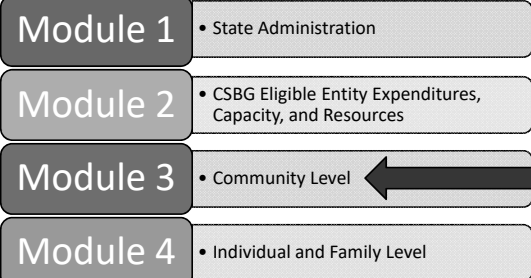 Module 1
• State Administration
Module 2
• CSBG Eligible Entity Expenditures,
Capacity, and Resources
Module 3
• Community Level
Module 4
• Individual and Family Level